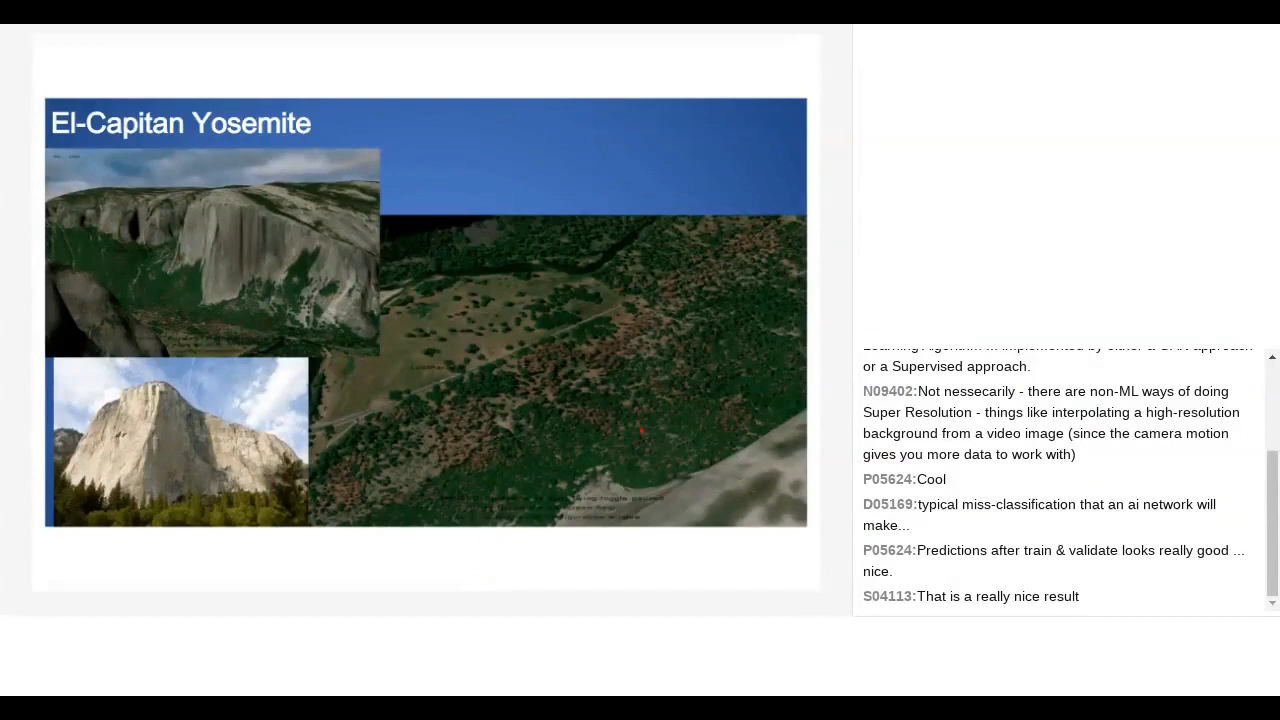 El-Capitan Yosemite
or a Supervised approach.
N09402:Not nessecarily - there are non-ML ways of doing
Super Resolution - things like interpolating a high-resolution
background from a video image (since the camera motion
gives you more data to work with)
P05624:Cool
D05169:typical miss-classification that an ai network will
make...
P05624:Predictions after train & validate looks really good ...
nice.
S04113:That is a really nice result